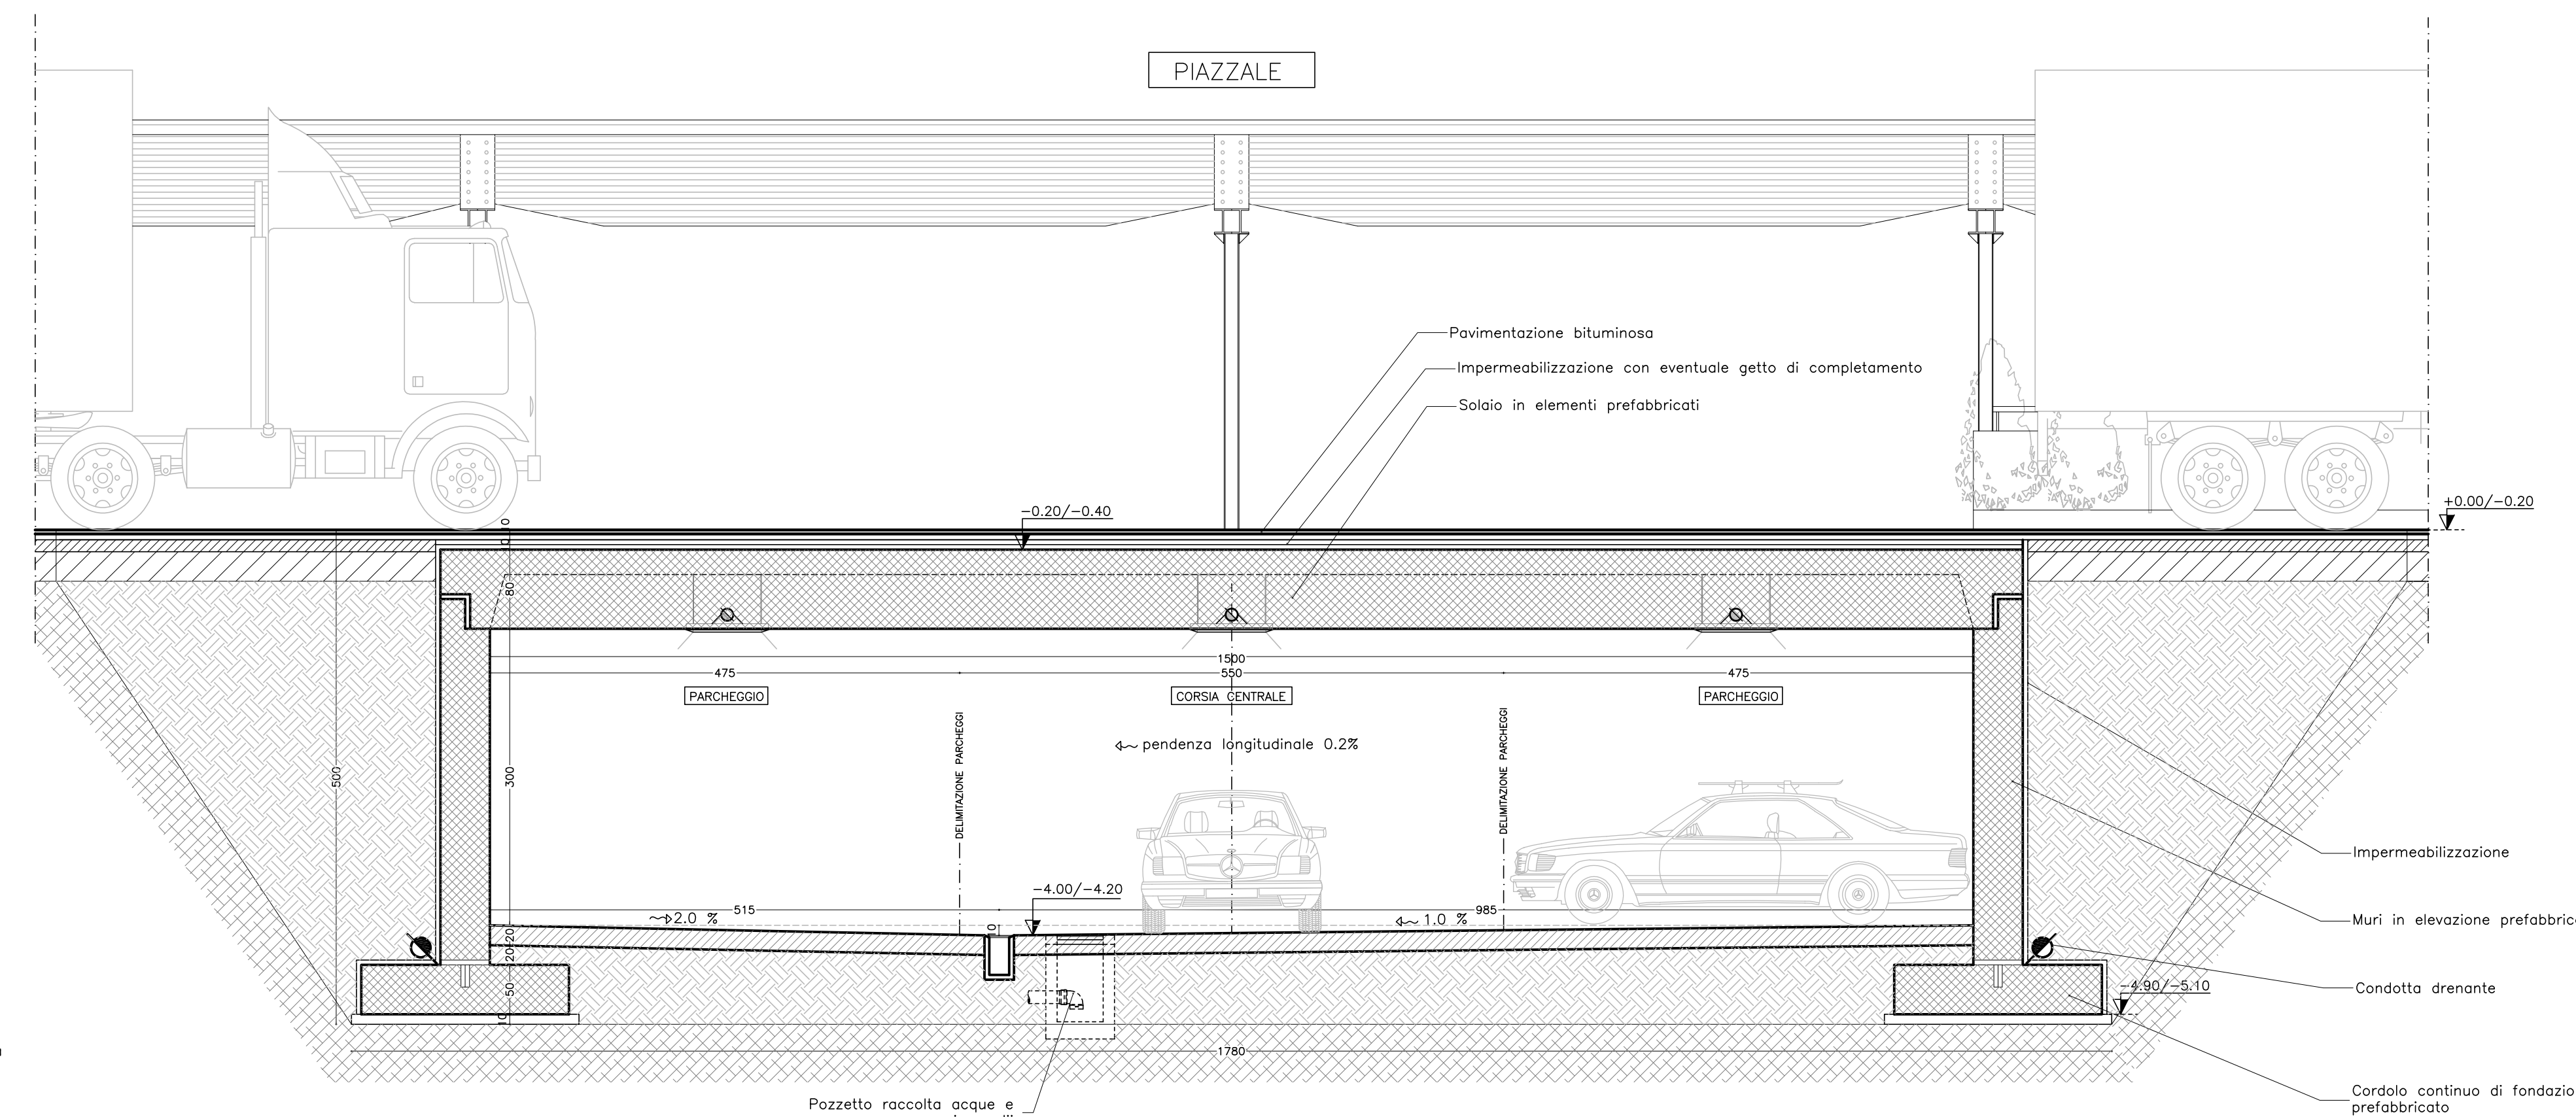 PIAZZALE
Pavimentazione bituminosa
Impermeabilizzazione con eventuale getto di completamento
Solaio in elementi prefabbricati
+0.00/-0.20
-0.20/-0.40
10
80
1500
475
550
475
PARCHEGGIO
CORSIA CENTRALE
PARCHEGGIO
DELIMITAZIONE PARCHEGGI
DELIMITAZIONE PARCHEGGI
pendenza longitudinale 0.2%
500
300
Impermeabilizzazione
-4.00/-4.20
515
985
2.0 %
1.0 %
10
Muri in elevazione prefabbric
20
20
50
10
-4.90/-5.10
Condotta drenante
1780
Pozzetto raccolta acque e
Cordolo continuo di fondazio
prefabbricato